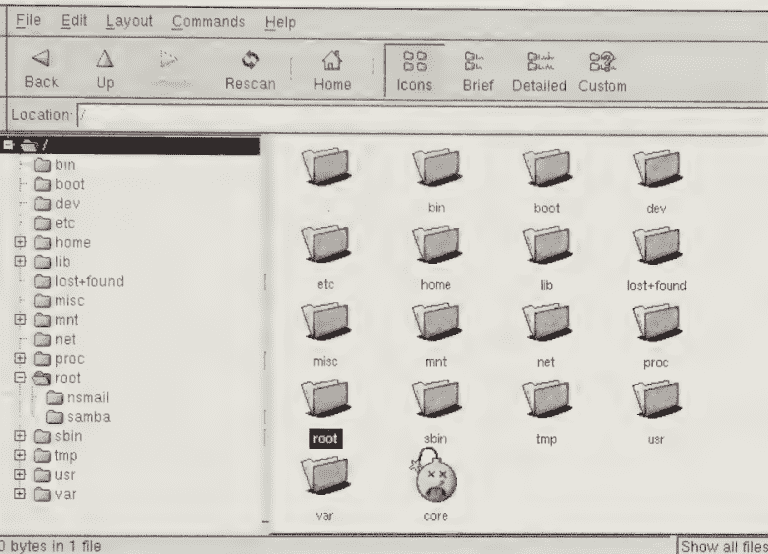 File Edit Layout Commands Help
Back Up Rescan Home Icons Brief Detailed Custom
Location: /
/
bin
boot
dev
etc
home
lib
lost+found
misc
mnt
net
proc
root
nsmail
samba
sbin
tmp
usr
var
. bin boot dev
etc home lib lost+found
misc mnt net proc
root sbin tmp usr
var core
0 bytes in 1 file Show all files